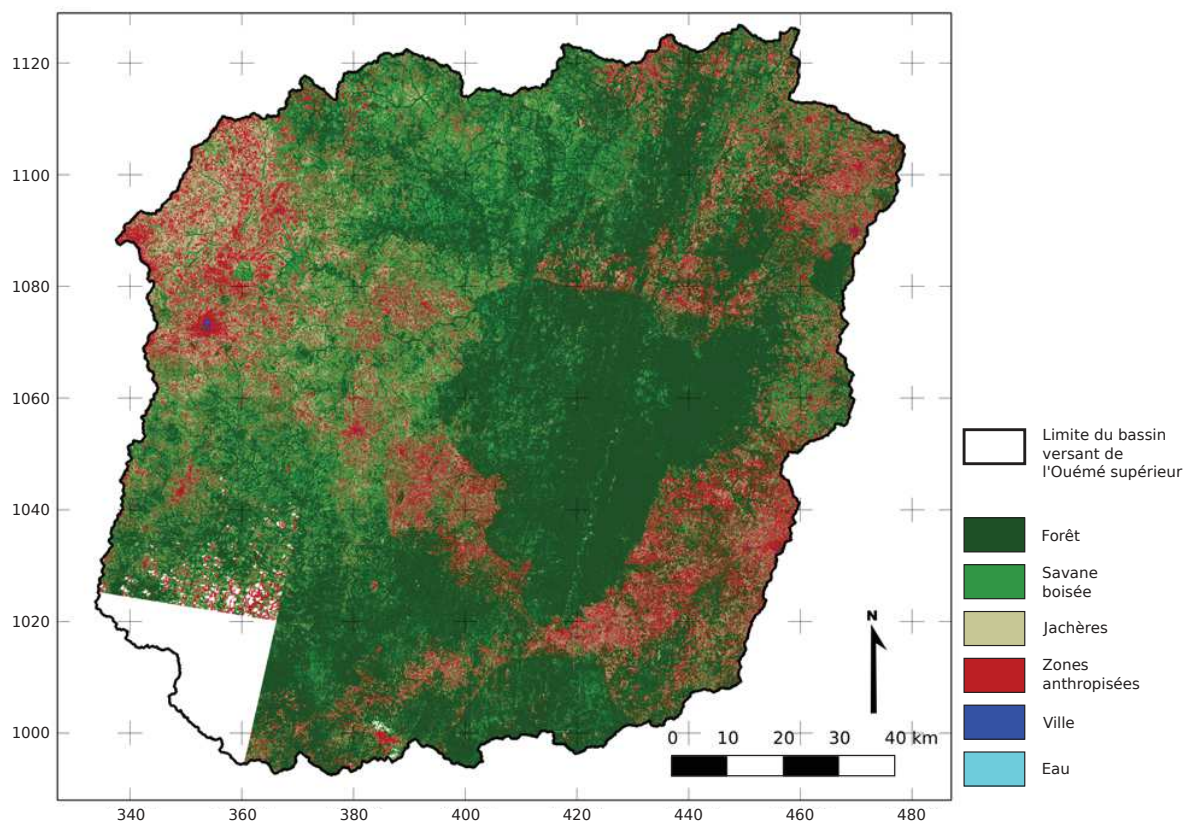 1120
1100
1080
1060
1040
1020
1000
340
360
380
400
420
440
460
480
N
0 10 20 30 40 km
Limite du bassin
versant de
l'Ouémé supérieur
Forêt
Savane
boisée
Jachères
Zones
anthropisées
Ville
Eau